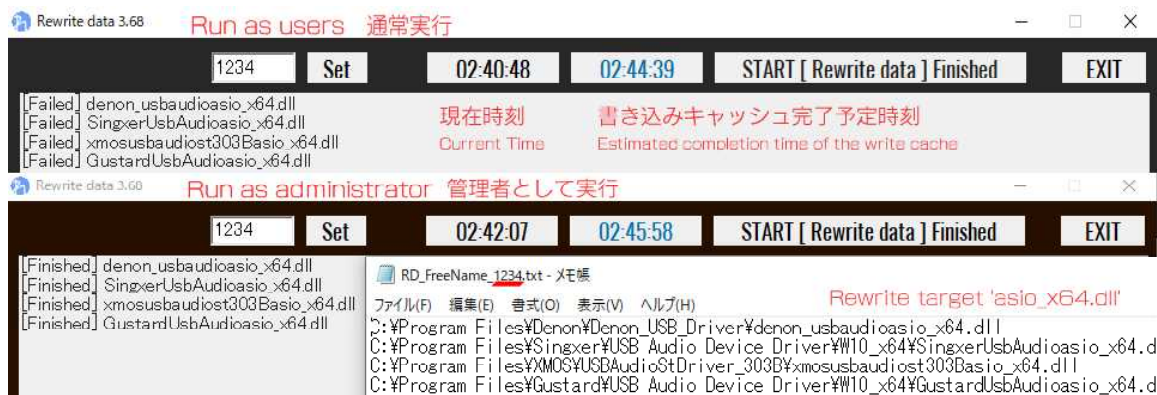 Rewrite data 3.68 Run as users 通常実行
1234 Set 02:40:48 02:44:39 START [ Rewrite data ] Finished EXIT
[Failed] denon_usbaudioasio_x64.dll
[Failed] SingxerUsbAudioasio_x64.dll
[Failed] xmosusbaudiost303Basio_x64.dll
[Failed] GustardUsbAudioasio_x64.dll
現在時刻 書き込みキャッシュ完了予定時刻
Current Time Estimated completion time of the write cache
Rewrite data 3.68 Run as administrator 管理者として実行
1234 Set 02:42:07 02:45:58 START [ Rewrite data ] Finished EXIT
[Finished] denon_usbaudioasio_x64.dll
[Finished] SingxerUsbAudioasio_x64.dll
[Finished] xmosusbaudiost303Basio_x64.dll
[Finished] GustardUsbAudioasio_x64.dll
RD_FreeName_1234.txt - メモ帳
ファイル(F) 編集(E) 書式(O) 表示(V) ヘルプ(H)
Rewrite target 'asio_x64.dll'
C:¥Program Files¥Denon¥Denon_USB_Driver¥denon_usbaudioasio_x64.dll
C:¥Program Files¥Singxer¥USB Audio Device Driver¥W10_x64¥SingxerUsbAudioasio_x64.d
C:¥Program Files¥XMOS¥USBAudioStDriver_303B¥xmosusbaudiost303Basio_x64.dll
C:¥Program Files¥Gustard¥USB Audio Device Driver¥W10_x64¥GustardUsbAudioasio_x64.d